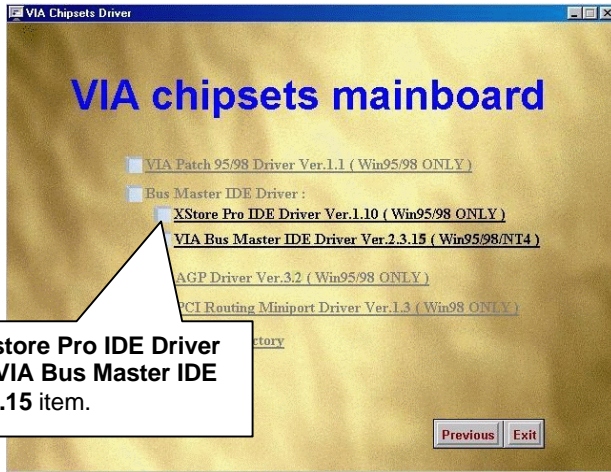 VIA Chipsets Driver
VIA chipsets mainboard
VIA Patch 95/98 Driver Ver.1.1 ( Win95/98 ONLY )
Bus Master IDE Driver :
XStore Pro IDE Driver Ver.1.10 ( Win95/98 ONLY )
VIA Bus Master IDE Driver Ver.2.3.15 ( Win95/98/NT4 )
AGP Driver Ver.3.2 ( Win95/98 ONLY )
PCI Routing Miniport Driver Ver.1.3 ( Win98 ONLY )
store Pro IDE Driver
VIA Bus Master IDE
.15 item.
Previous Exit